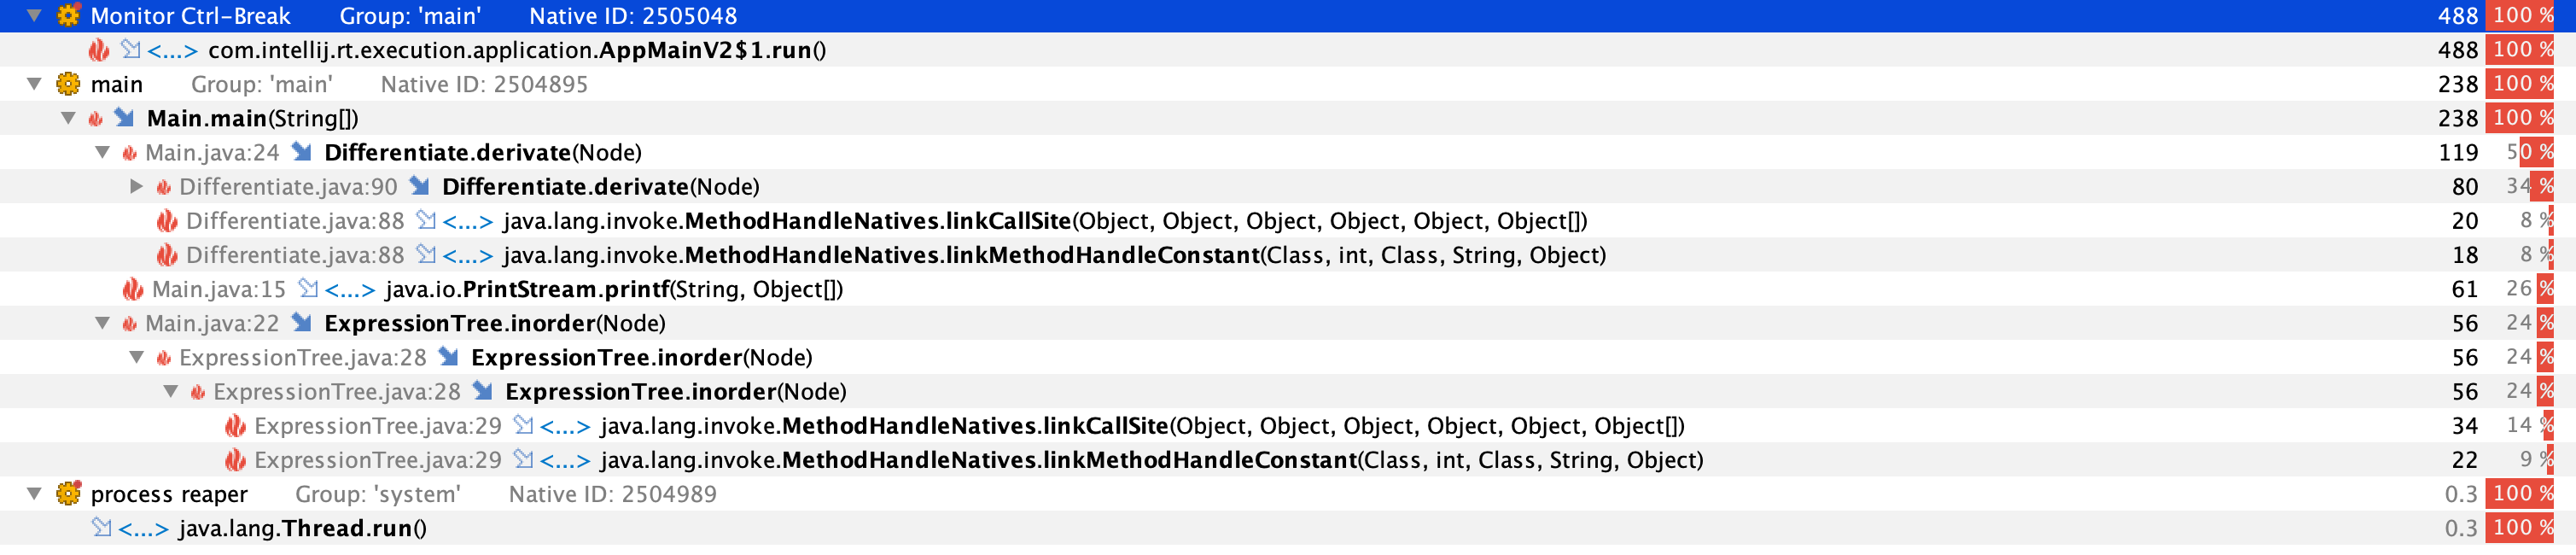 Monitor Ctrl-Break Group: 'main' Native ID: 2505048 488 100 %
<...> com.intellij.rt.execution.application.AppMainV2$1.run() 488 100 %
main Group: 'main' Native ID: 2504895 238 100 %
Main.main(String[]) 238 100 %
Main.java:24 Differentiate.derivate(Node) 119 50 %
Differentiate.java:90 Differentiate.derivate(Node) 80 34 %
Differentiate.java:88 <...> java.lang.invoke.MethodHandleNatives.linkCallSite(Object, Object, Object, Object, Object, Object[]) 20 8 %
Differentiate.java:88 <...> java.lang.invoke.MethodHandleNatives.linkMethodHandleConstant(Class, int, Class, String, Object) 18 8 %
Main.java:15 <...> java.io.PrintStream.printf(String, Object[]) 61 26 %
Main.java:22 ExpressionTree.inorder(Node) 56 24 %
ExpressionTree.java:28 ExpressionTree.inorder(Node) 56 24 %
ExpressionTree.java:28 ExpressionTree.inorder(Node) 56 24 %
ExpressionTree.java:29 <...> java.lang.invoke.MethodHandleNatives.linkCallSite(Object, Object, Object, Object, Object, Object[]) 34 14 %
ExpressionTree.java:29 <...> java.lang.invoke.MethodHandleNatives.linkMethodHandleConstant(Class, int, Class, String, Object) 22 9 %
process reaper Group: 'system' Native ID: 2504989 0.3 100 %
<...> java.lang.Thread.run() 0.3 100 %